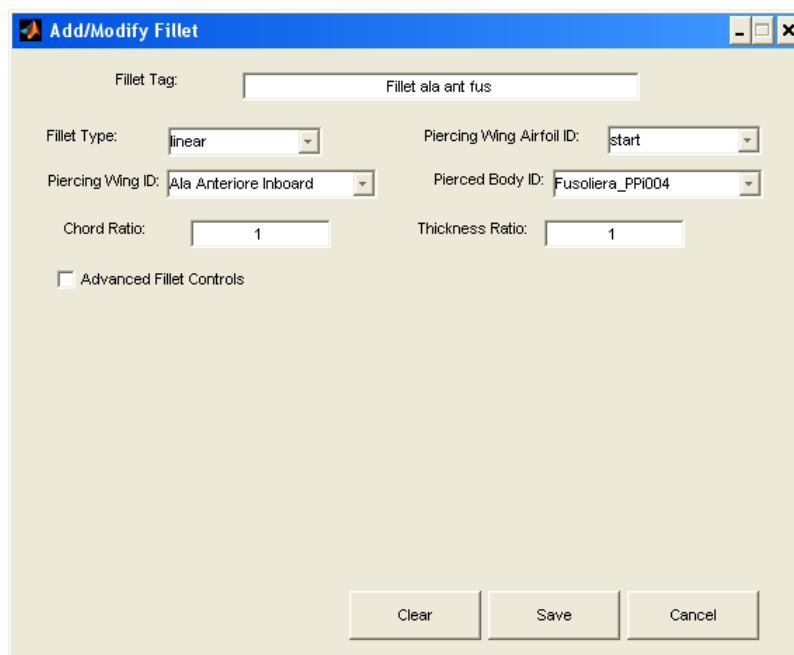 Add/Modify Fillet
Fillet Tag: Fillet ala ant fus
Fillet Type: linear Piercing Wing Airfoil ID: start
Piercing Wing ID: Ala Anteriore Inboard Pierced Body ID: Fusoliera_PPi004
Chord Ratio: 1 Thickness Ratio: 1
Advanced Fillet Controls
Clear Save Cancel